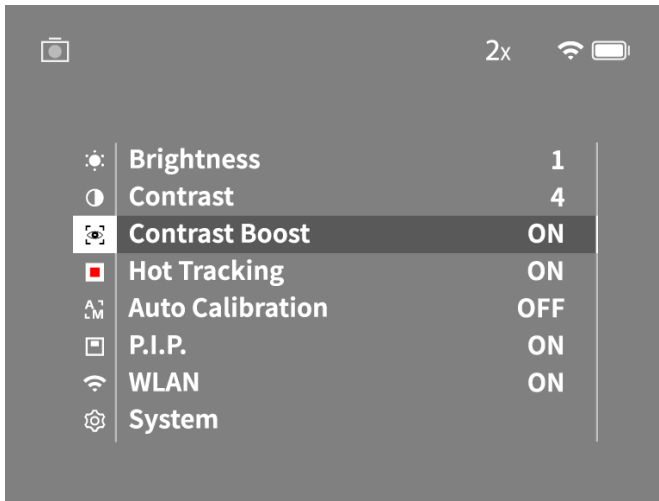 2x
Brightness 1
Contrast 4
Contrast Boost ON
Hot Tracking ON
Auto Calibration OFF
P.I.P. ON
WLAN ON
System